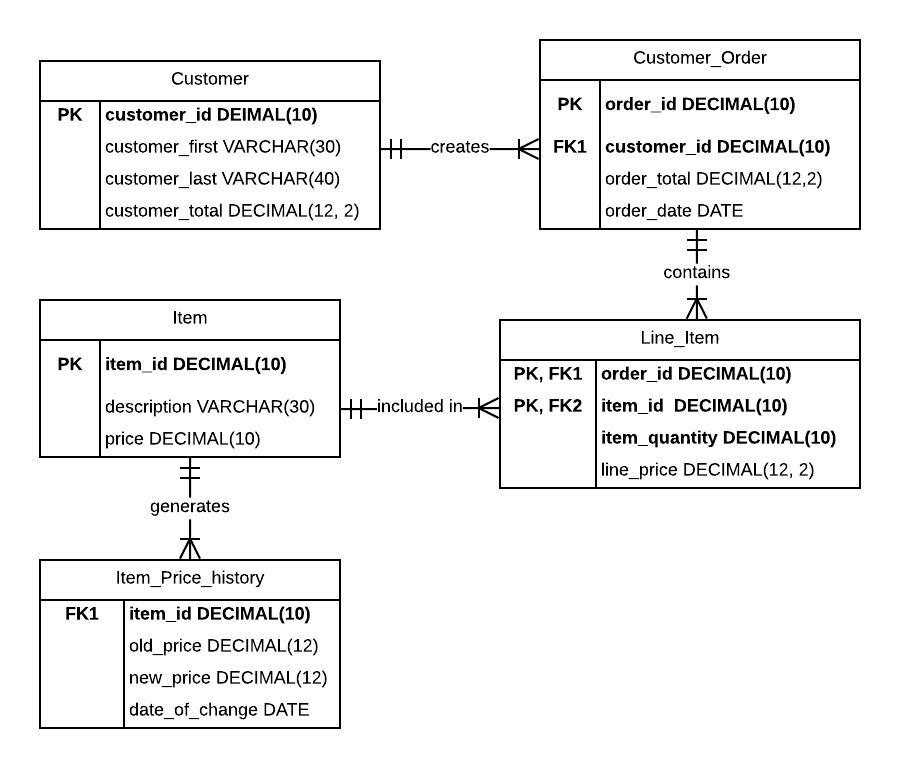 Customer
PK customer_id DEIMAL(10)
customer_first VARCHAR(30)
customer_last VARCHAR(40)
customer_total DECIMAL(12, 2)
creates
Customer_Order
PK order_id DECIMAL(10)
FK1 customer_id DECIMAL(10)
order_total DECIMAL(12,2)
order_date DATE
contains
Item
PK item_id DECIMAL(10)
description VARCHAR(30)
price DECIMAL(10)
included in
Line_Item
PK, FK1 order_id DECIMAL(10)
PK, FK2 item_id DECIMAL(10)
item_quantity DECIMAL(10)
line_price DECIMAL(12, 2)
generates
Item_Price_history
FK1 item_id DECIMAL(10)
old_price DECIMAL(12)
new_price DECIMAL(12)
date_of_change DATE